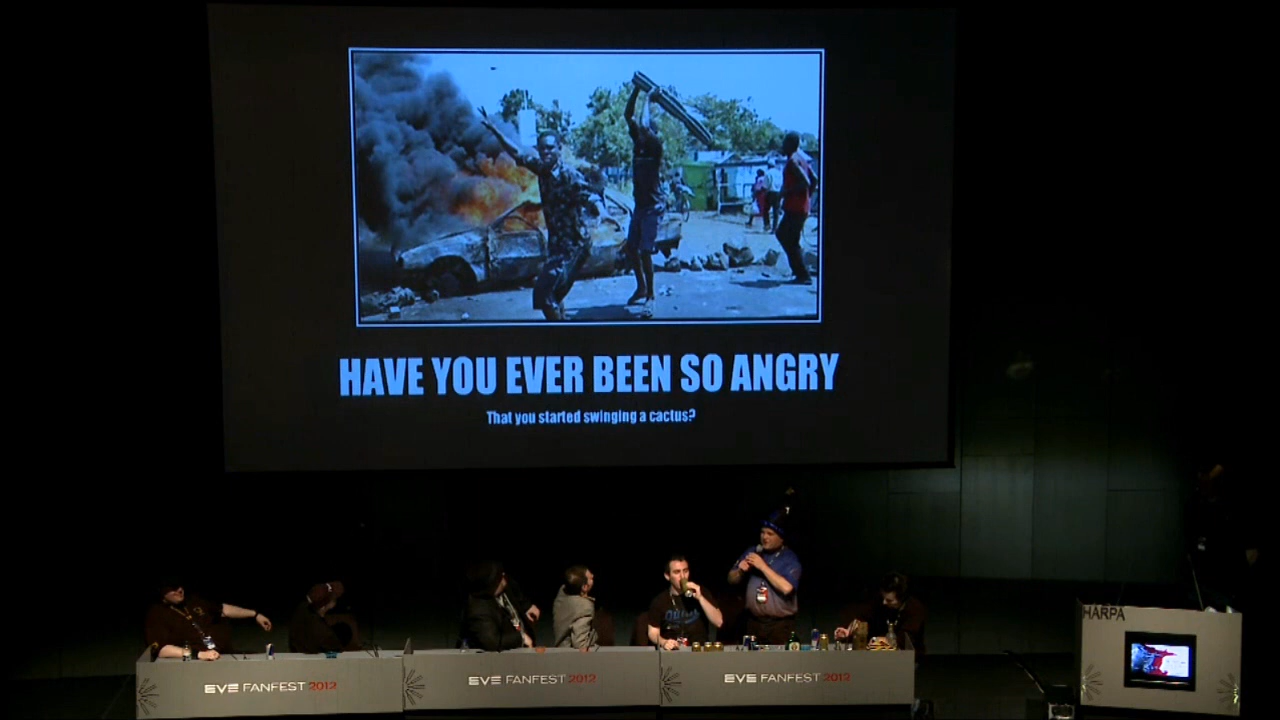 HAVE YOU EVER BEEN SO ANGRY
That you started swinging a cactus?
HARPA
EVE FANFEST 2012
EVE FANFEST 2012
EVE FANFEST 2012